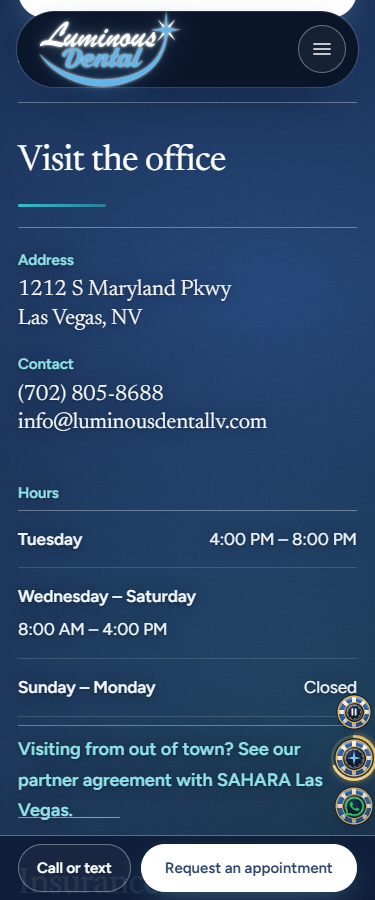 Luminous
Dental
Visit the office
Address
1212 S Maryland Pkwy
Las Vegas, NV
Contact
(702) 805-8688
info@luminousdentallv.com
Hours
Tuesday 4:00 PM – 8:00 PM
Wednesday – Saturday
8:00 AM – 4:00 PM
Sunday – Monday Closed
Visiting from out of town? See our
partner agreement with SAHARA Las
Vegas.
Call or text Request an appointment